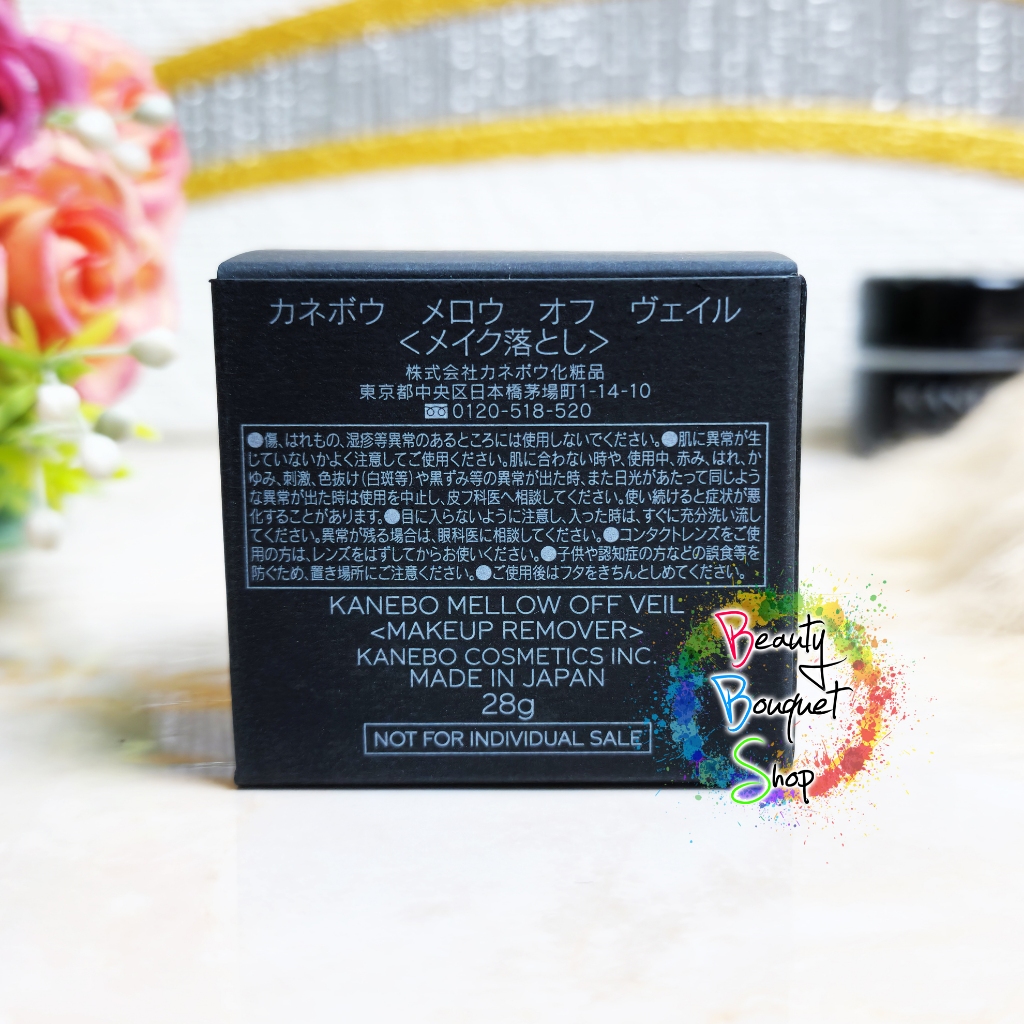 カネボウ メロウ オフ ヴェイル
<メイク落とし>
株式会社カネボウ化粧品
東京都中央区日本橋茅場町1-14-10
0120-518-520
●傷、はれもの、湿疹等異常のあるところには使用しないでください。●肌に異常が生
じていないかよく注意してご使用ください。肌に合わない時や、使用中、赤み、はれ、か
ゆみ、刺激、色抜け(白斑等)や黒ずみ等の異常が出た時、また日光があたって同じよう
な異常が出た時は使用を中止し、皮フ科医へ相談してください。使い続けると症状が悪
化することがあります。●目に入らないように注意し、入った時は、すぐに充分洗い流し
てください。異常が残る場合は、眼科医に相談してください。●コンタクトレンズをご使
用の方は、レンズをはずしてからお使いください。●子供や認知症の方などの誤食等を
防ぐため、置き場所にご注意ください。●ご使用後はフタをきちんとしめてください。
KANEBO MELLOW OFF VEIL
<MAKEUP REMOVER>
KANEBO COSMETICS INC.
MADE IN JAPAN
28g
NOT FOR INDIVIDUAL SALE
Beauty
Bouquet
Shop